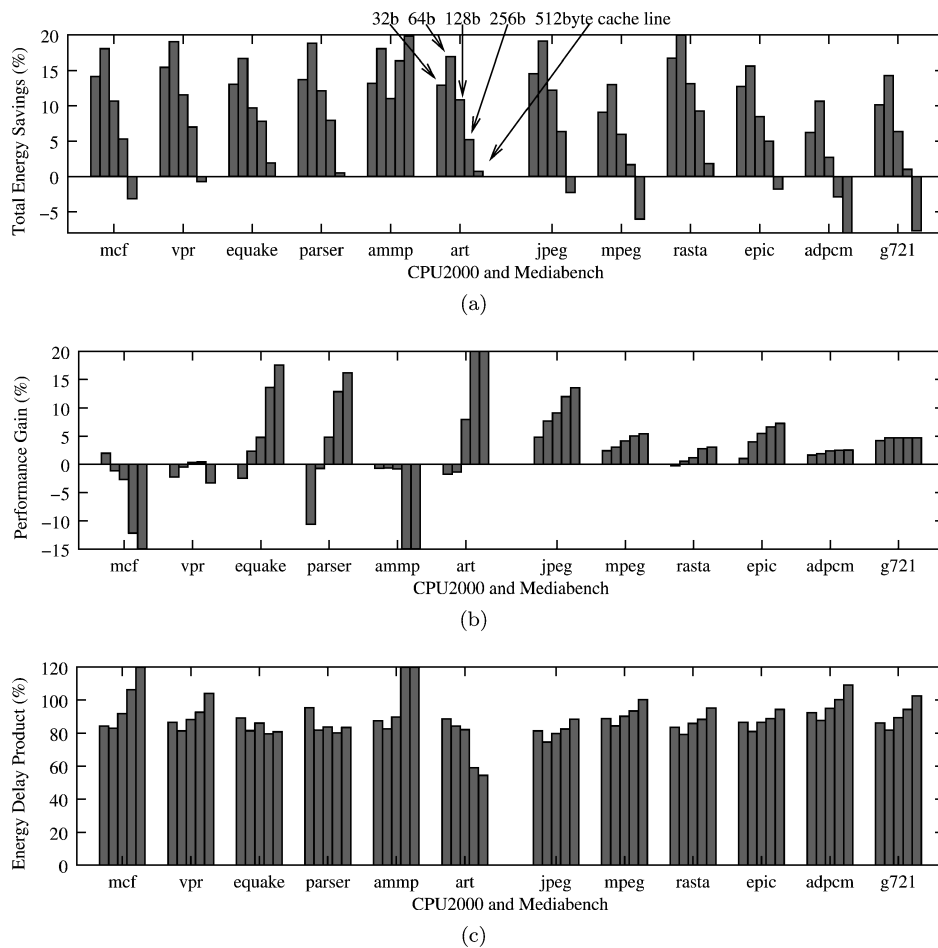 32b 64b 128b 256b 512byte cache line
Total Energy Savings (%)
20
15
10
5
0
−5
mcf vpr equake parser ammp art jpeg mpeg rasta epic adpcm g721
CPU2000 and Mediabench
(a)
Performance Gain (%)
20
15
10
5
0
−5
−10
−15
mcf vpr equake parser ammp art jpeg mpeg rasta epic adpcm g721
CPU2000 and Mediabench
(b)
Energy Delay Product (%)
120
100
80
60
40
20
0
mcf vpr equake parser ammp art jpeg mpeg rasta epic adpcm g721
CPU2000 and Mediabench
(c)